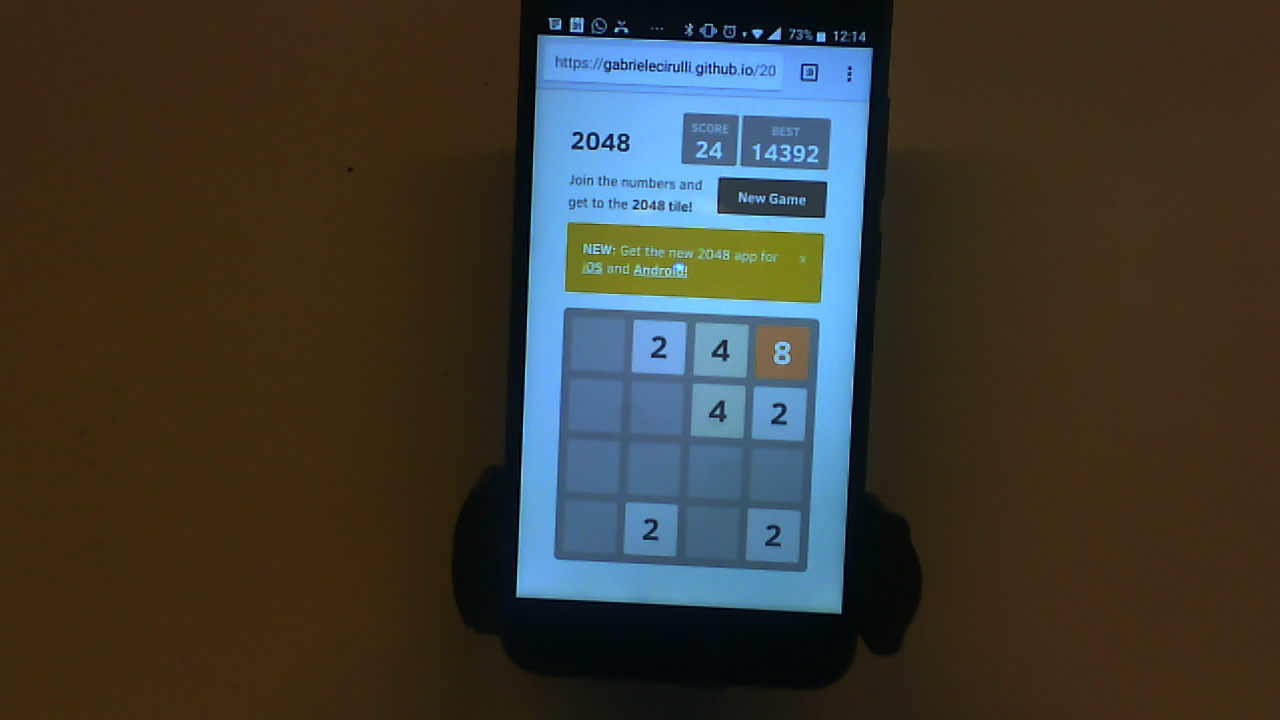 73% 12:14
https://gabrielecirulli.github.io/20
2048
SCORE
24
BEST
14392
Join the numbers and
get to the 2048 tile!
New Game
NEW: Get the new 2048 app for
iOS and Android!
x
2 4 8
4 2
2 2